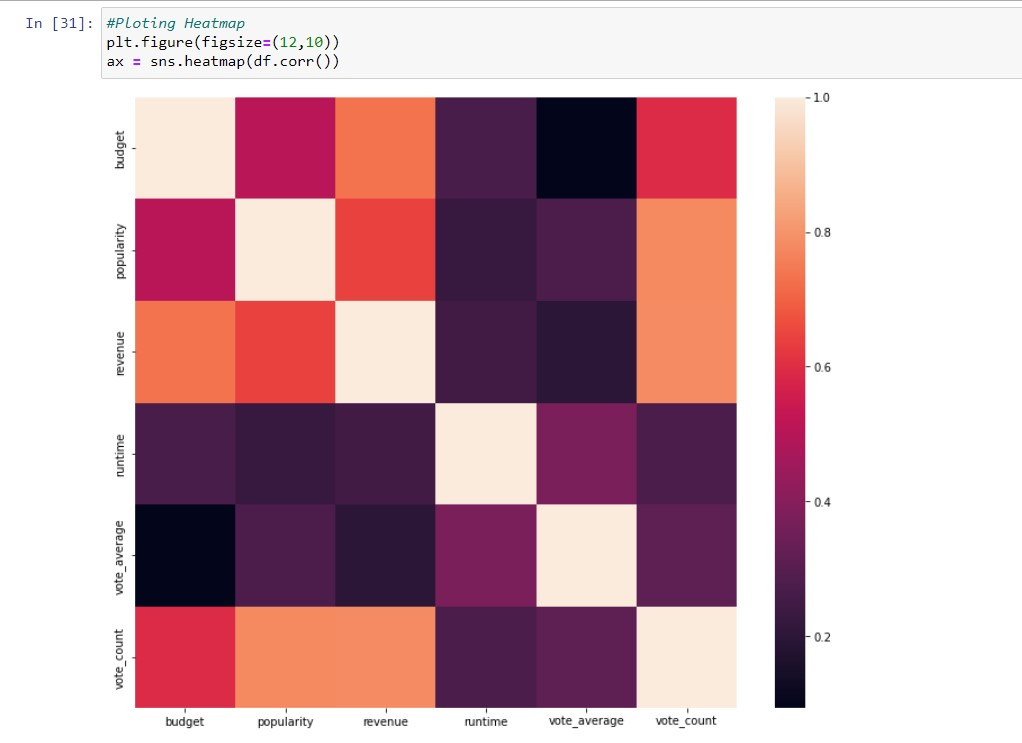 In [31]: #Ploting Heatmap
plt.figure(figsize=(12,10))
ax = sns.heatmap(df.corr())
budget
popularity
revenue
runtime
vote_average
vote_count
budget popularity revenue runtime vote_average vote_count
1.0
0.8
0.6
0.4
0.2